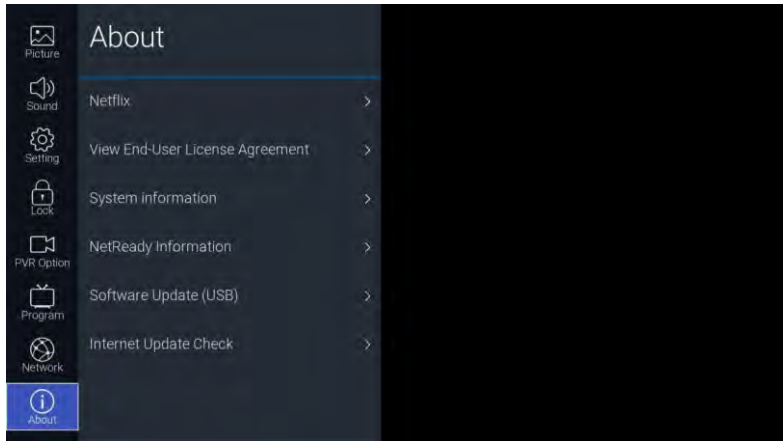 Picture
Sound
Setting
Lock
PVR Option
Program
Network
About
About
Netflix
View End-User License Agreement
System information
NetReady Information
Software Update (USB)
Internet Update Check